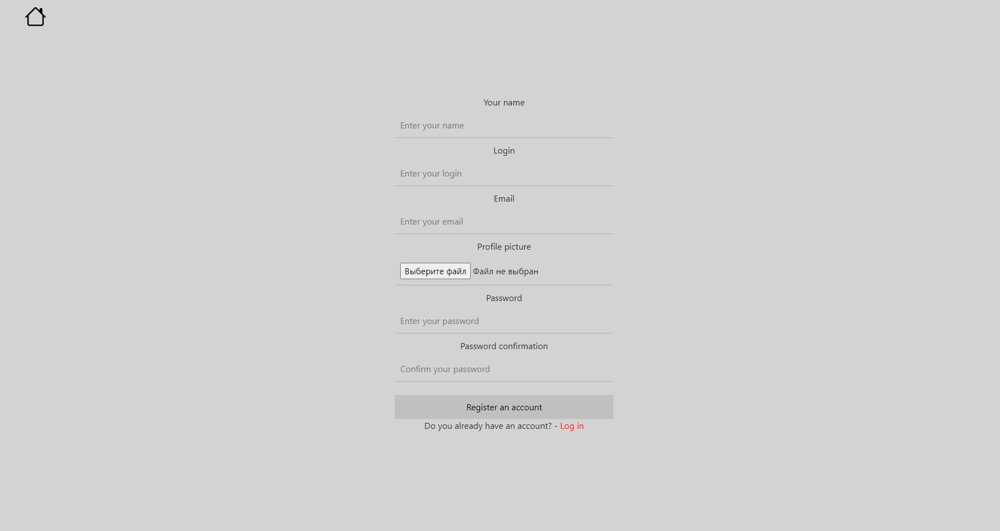 Your name
Enter your name
Login
Enter your login
Email
Enter your email
Profile picture
Выберите файл Файл не выбран
Password
Enter your password
Password confirmation
Confirm your password
Register an account
Do you already have an account? - Log in